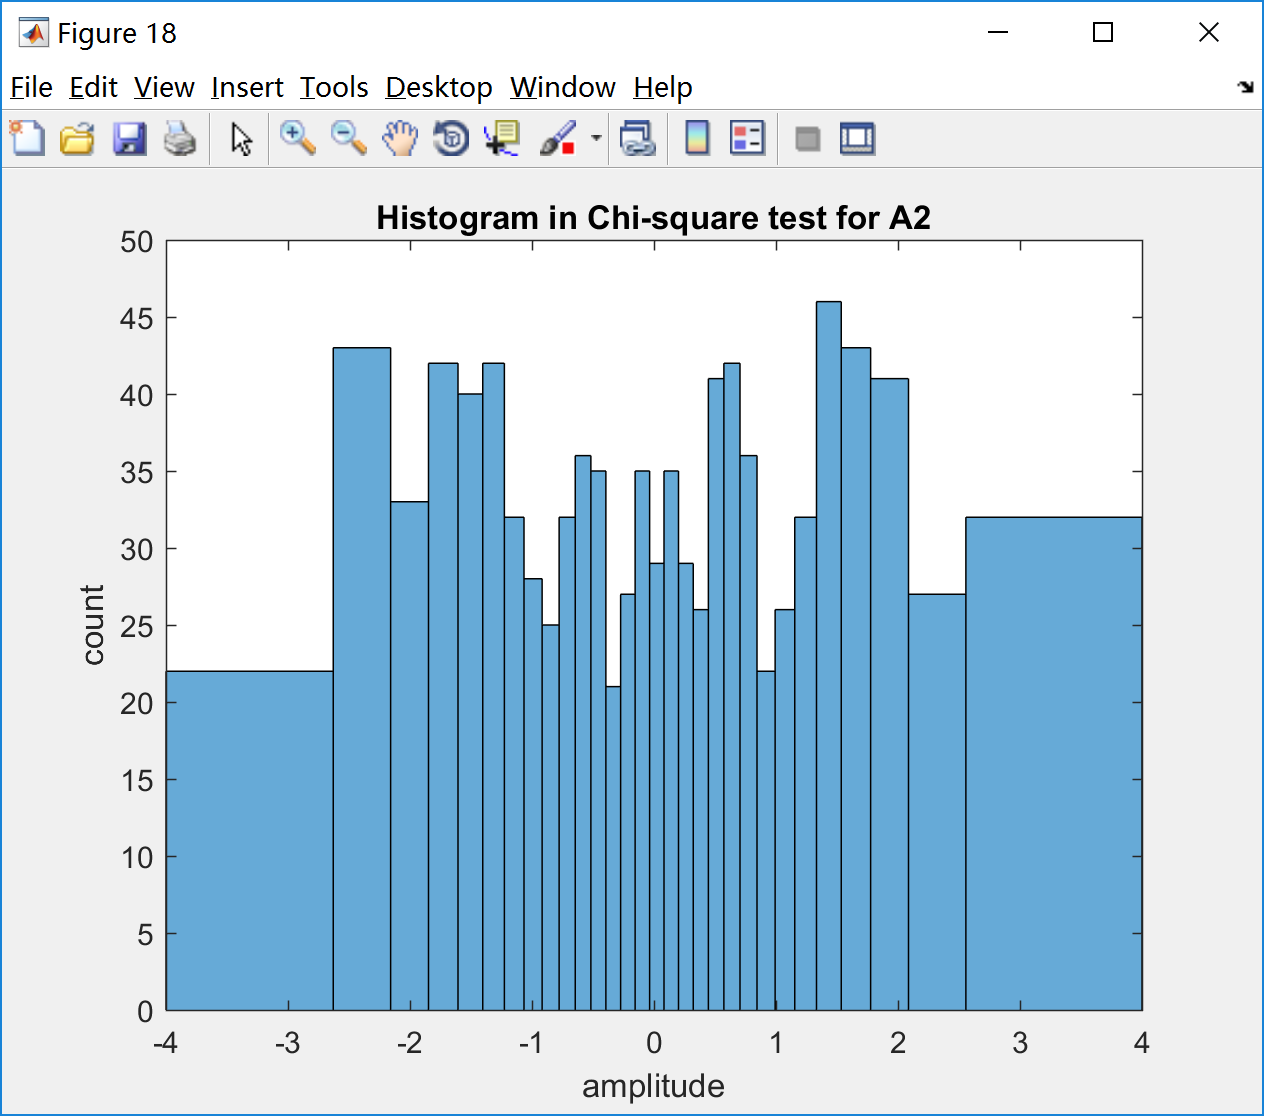 Figure 18
File Edit View Insert Tools Desktop Window Help
Histogram in Chi-square test for A2
50
45
40
35
30
25
20
15
10
5
0
count
-4 -3 -2 -1 0 1 2 3 4
amplitude